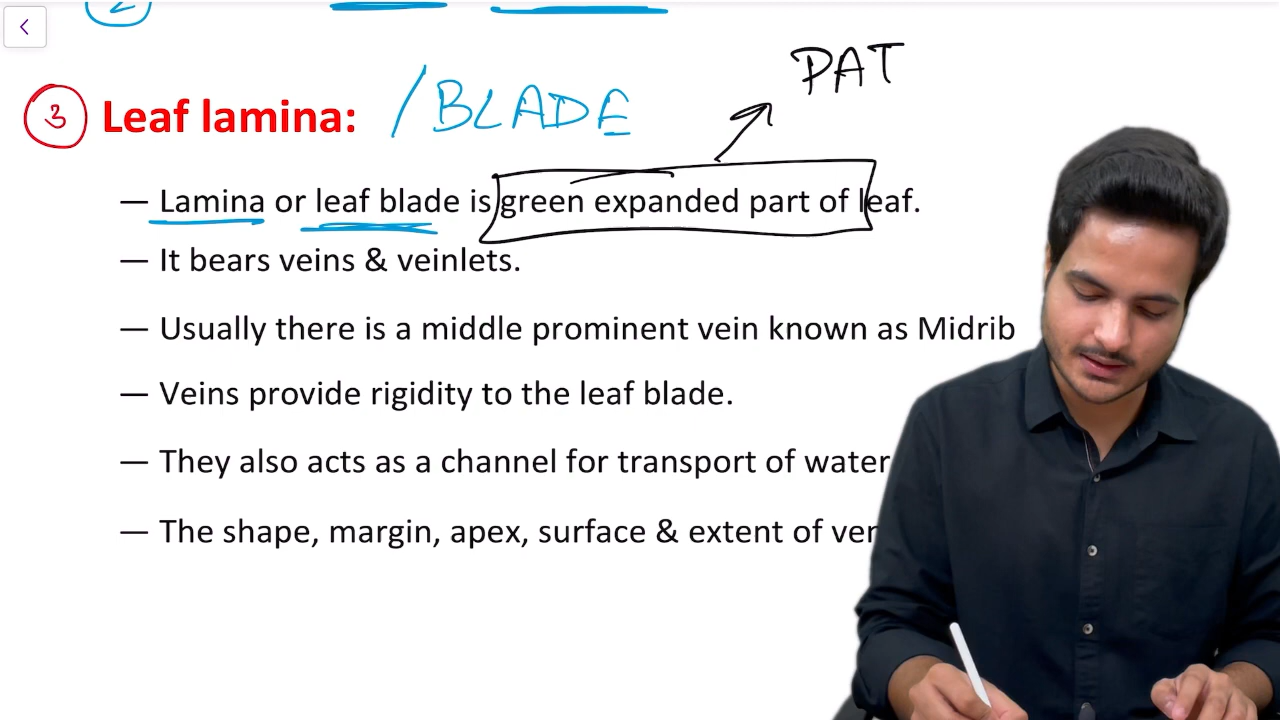 2
PAT
3 Leaf lamina: / BLADE
— Lamina or leaf blade is green expanded part of leaf.
— It bears veins & veinlets.
— Usually there is a middle prominent vein known as Midrib
— Veins provide rigidity to the leaf blade.
— They also acts as a channel for transport of water
— The shape, margin, apex, surface & extent of